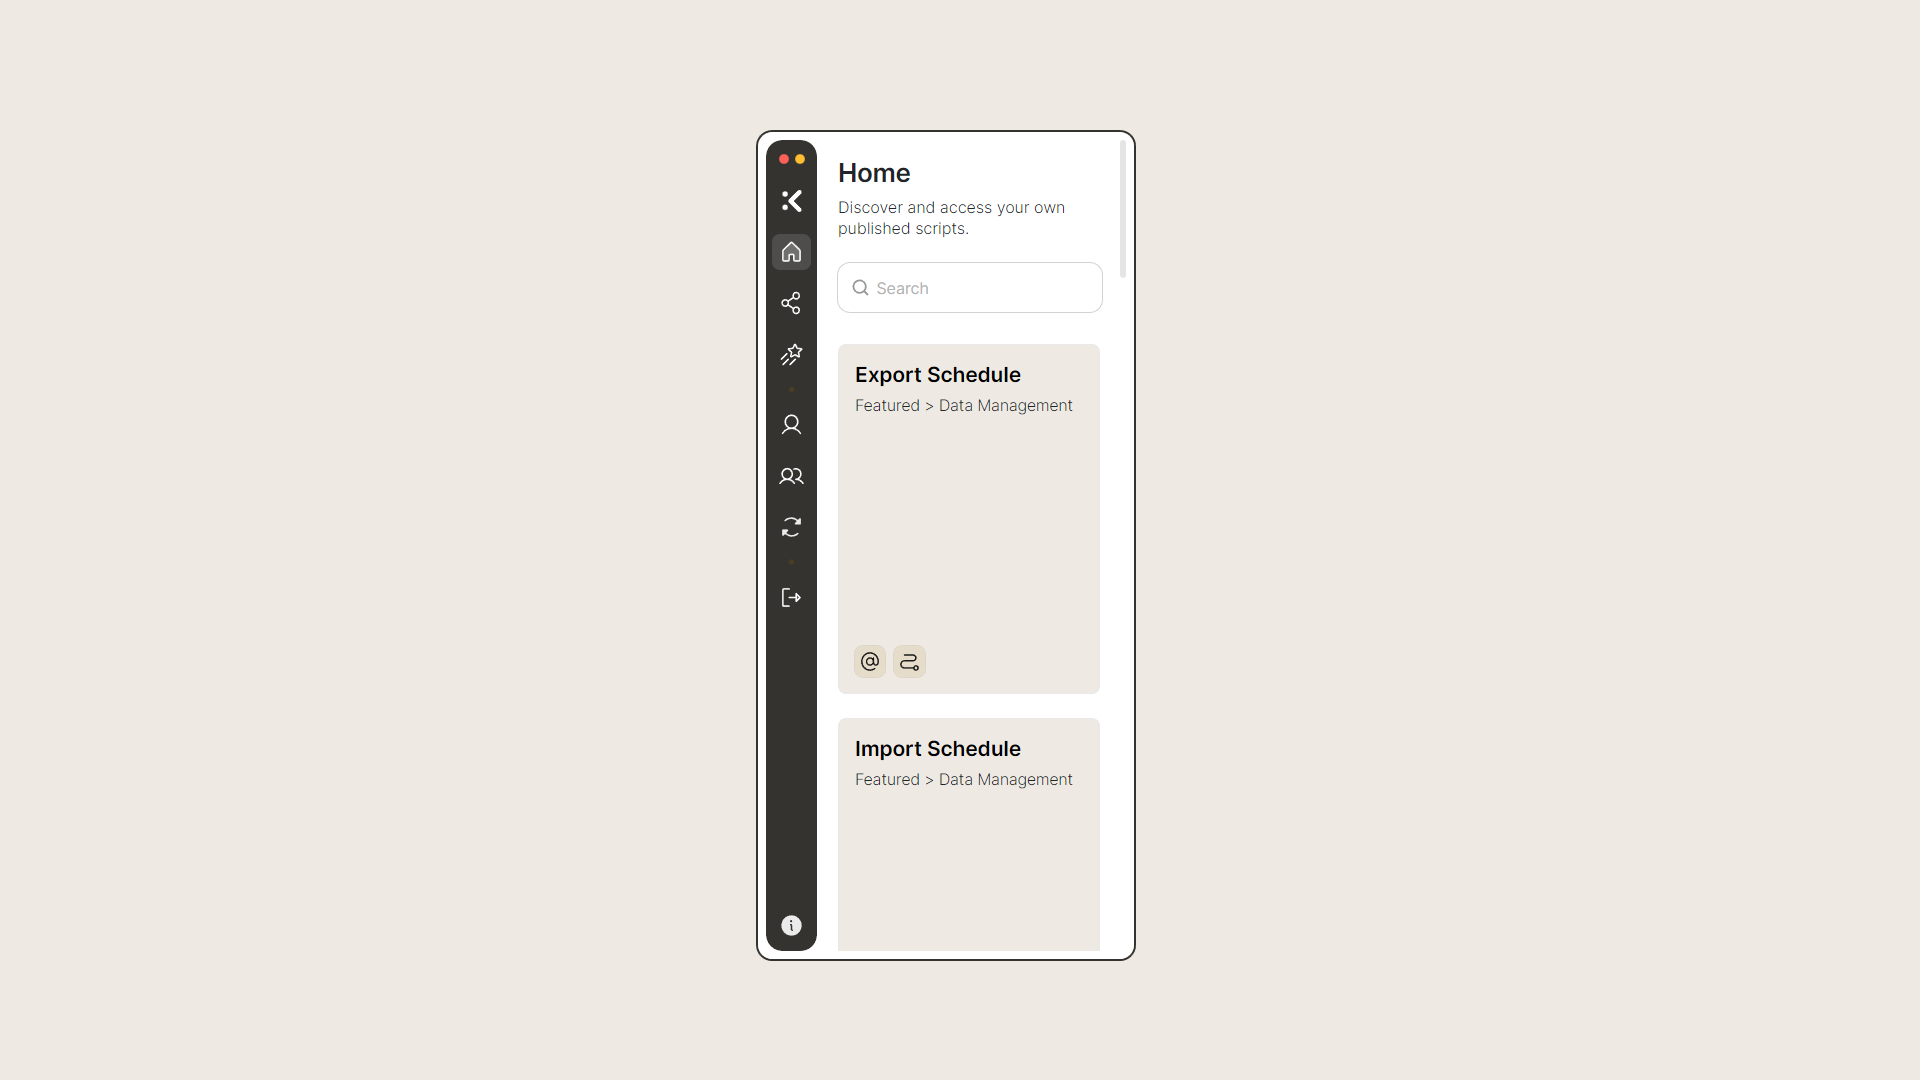 Home
Discover and access your own
published scripts.
Search
Export Schedule
Featured > Data Management
Import Schedule
Featured > Data Management